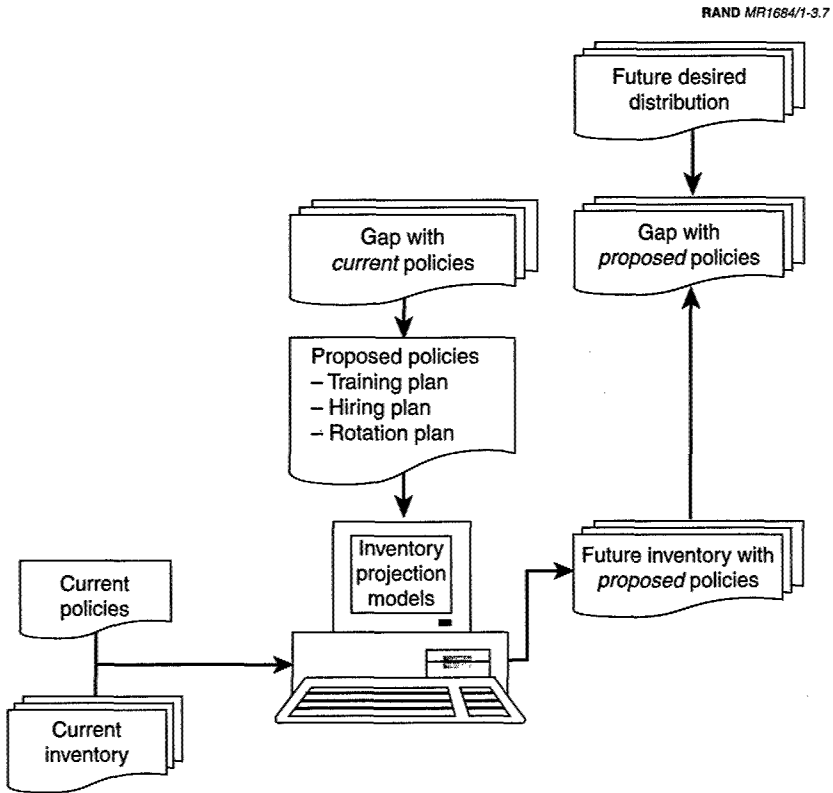 RAND MR1684/1-3.7
Future desired
distribution
Gap with
current policies
Gap with
proposed policies
Proposed policies
– Training plan
– Hiring plan
– Rotation plan
Inventory
projection
models
Future inventory with
proposed policies
Current
policies
Current
inventory